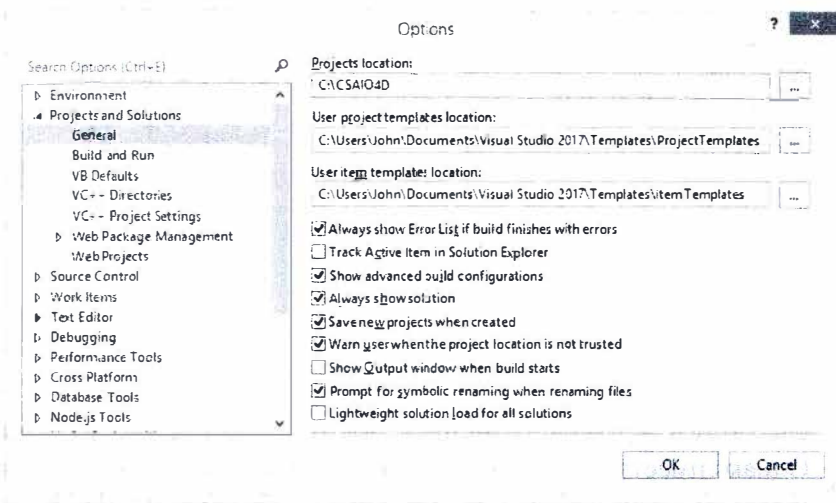 Options
? x
Search Options (Ctrl+E)
Environment
Projects and Solutions
General
Build and Run
VB Defaults
VC++ Directories
VC++ Project Settings
Web Package Management
Web Projects
Source Control
Work Items
Text Editor
Debugging
Performance Tools
Cross Platform
Database Tools
Node.js Tools
Projects location:
C:\CSAIO4D
...
User project templates location:
C:\Users\John\Documents\Visual Studio 2017\Templates\ProjectTemplates
...
User item templates location:
C:\Users\John\Documents\Visual Studio 2017\Templates\ItemTemplates
...
Always show Error List if build finishes with errors
Track Active Item in Solution Explorer
Show advanced build configurations
Always show solution
Save new projects when created
Warn user when the project location is not trusted
Show Output window when build starts
Prompt for symbolic renaming when renaming files
Lightweight solution load for all solutions
OK
Cancel